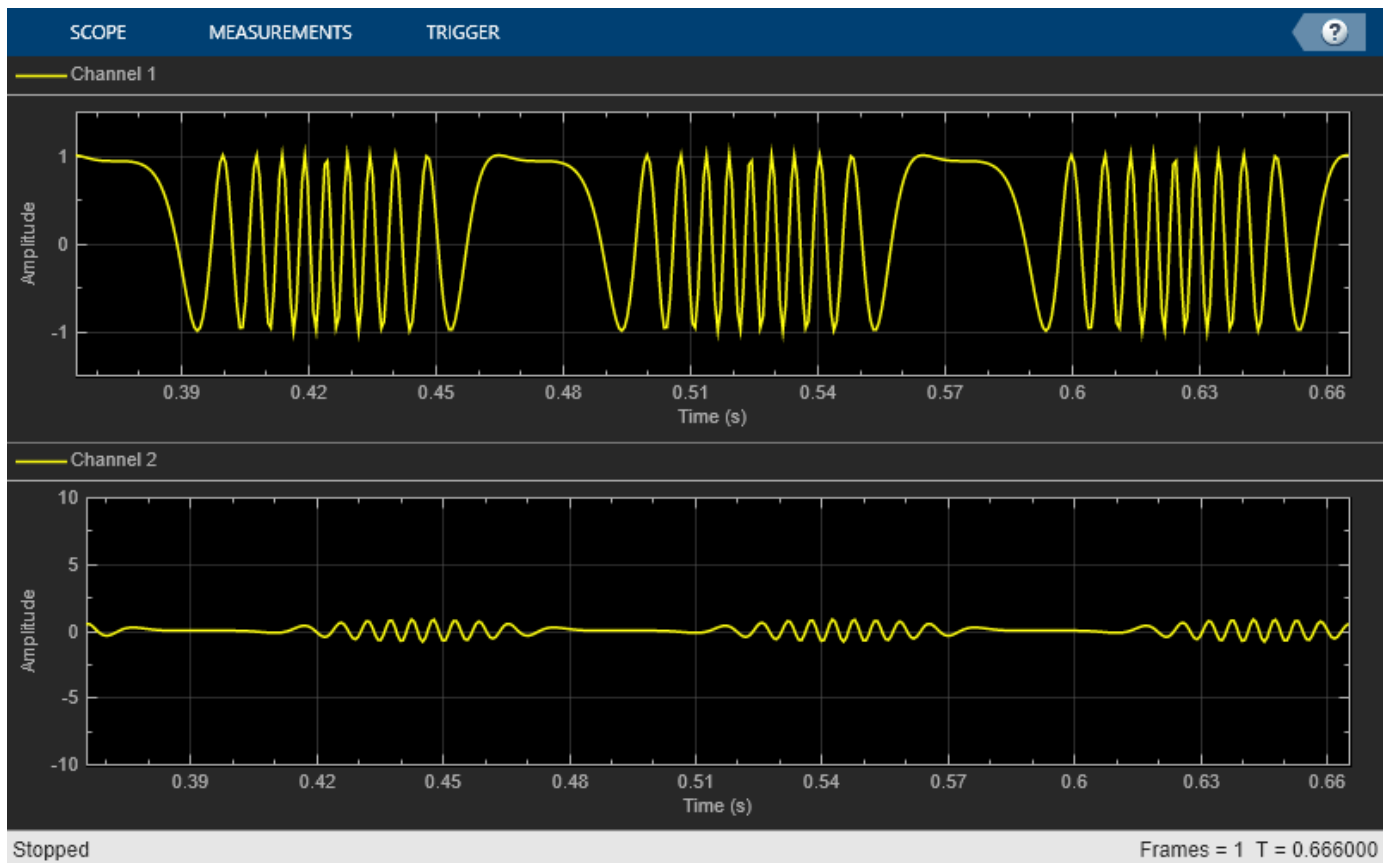 SCOPE MEASUREMENTS TRIGGER ?
Channel 1
1
0
-1
Amplitude
0.39 0.42 0.45 0.48 0.51 0.54 0.57 0.6 0.63 0.66
Time (s)
Channel 2
10
5
0
-5
-10
Amplitude
0.39 0.42 0.45 0.48 0.51 0.54 0.57 0.6 0.63 0.66
Time (s)
Stopped Frames = 1 T = 0.666000